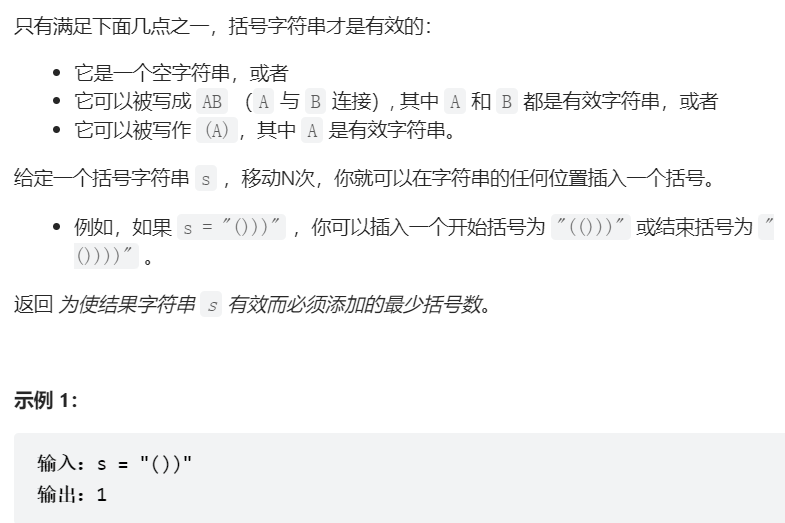 只有满足下面几点之一，括号字符串才是有效的：
• 它是一个空字符串，或者
• 它可以被写成 AB （A 与 B 连接）, 其中 A 和 B 都是有效字符串，或者
• 它可以被写作 (A)，其中 A 是有效字符串。
给定一个括号字符串 s ，移动N次，你就可以在字符串的任何位置插入一个括号。
• 例如，如果 s = "()))" ，你可以插入一个开始括号为 "(()))" 或结束括号为 "
())))" 。
返回 为使结果字符串 s 有效而必须添加的最少括号数。
示例 1：
输入：s = "())"
输出：1